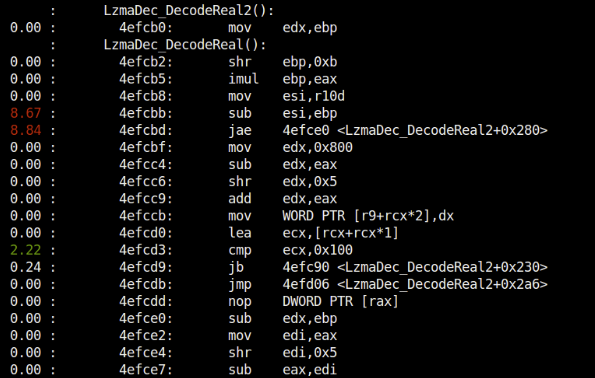 : LzmaDec_DecodeReal2():
0.00 : 4efcb0: mov edx,ebp
: LzmaDec_DecodeReal():
0.00 : 4efcb2: shr ebp,0xb
0.00 : 4efcb5: imul ebp,eax
0.00 : 4efcb8: mov esi,r10d
8.67 : 4efcbb: sub esi,ebp
8.84 : 4efcbd: jae 4efce0 <LzmaDec_DecodeReal2+0x280>
0.00 : 4efcbf: mov edx,0x800
0.00 : 4efcc4: sub edx,eax
0.00 : 4efcc6: shr edx,0x5
0.00 : 4efcc9: add edx,eax
0.00 : 4efccb: mov WORD PTR [r9+rcx*2],dx
0.00 : 4efcd0: lea ecx,[rcx+rcx*1]
2.22 : 4efcd3: cmp ecx,0x100
0.24 : 4efcd9: jb 4efc90 <LzmaDec_DecodeReal2+0x230>
0.00 : 4efcdb: jmp 4efd06 <LzmaDec_DecodeReal2+0x2a6>
0.00 : 4efcdd: nop DWORD PTR [rax]
0.00 : 4efce0: sub edx,ebp
0.00 : 4efce2: mov edi,eax
0.00 : 4efce4: shr edi,0x5
0.00 : 4efce7: sub eax,edi